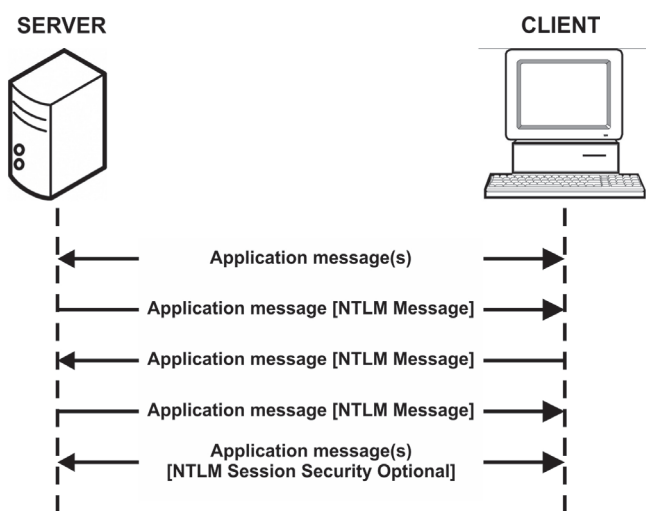 SERVER
CLIENT
Application message(s)
Application message [NTLM Message]
Application message [NTLM Message]
Application message [NTLM Message]
Application message(s)
[NTLM Session Security Optional]